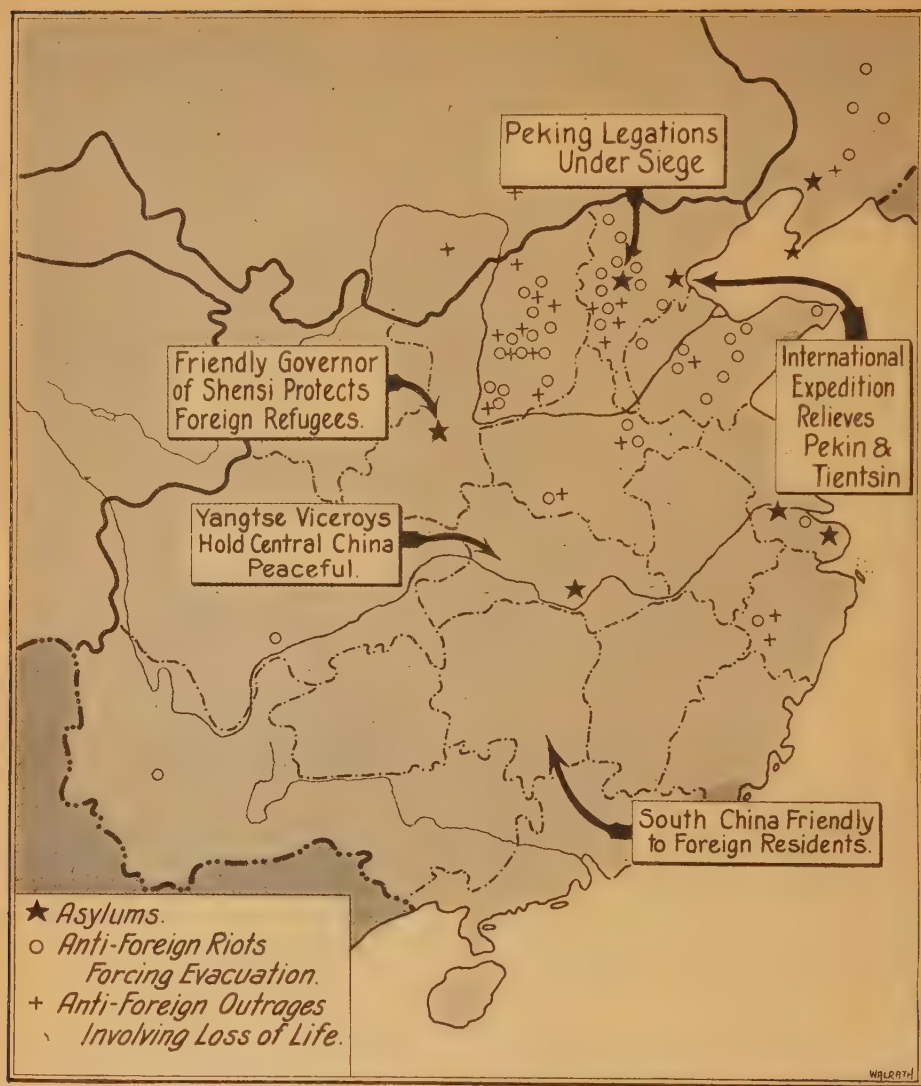 Peking Legations
Under Siege
Friendly Governor
of Shensi Protects
Foreign Refugees.
International
Expedition
Relieves
Pekin &
Tientsin
Yangtse Viceroys
Hold Central China
Peaceful.
South China Friendly
to Foreign Residents.
Asylums.
Anti-Foreign Riots
Forcing Evacuation.
Anti-Foreign Outrages
Involving Loss of Life.
WALRATH